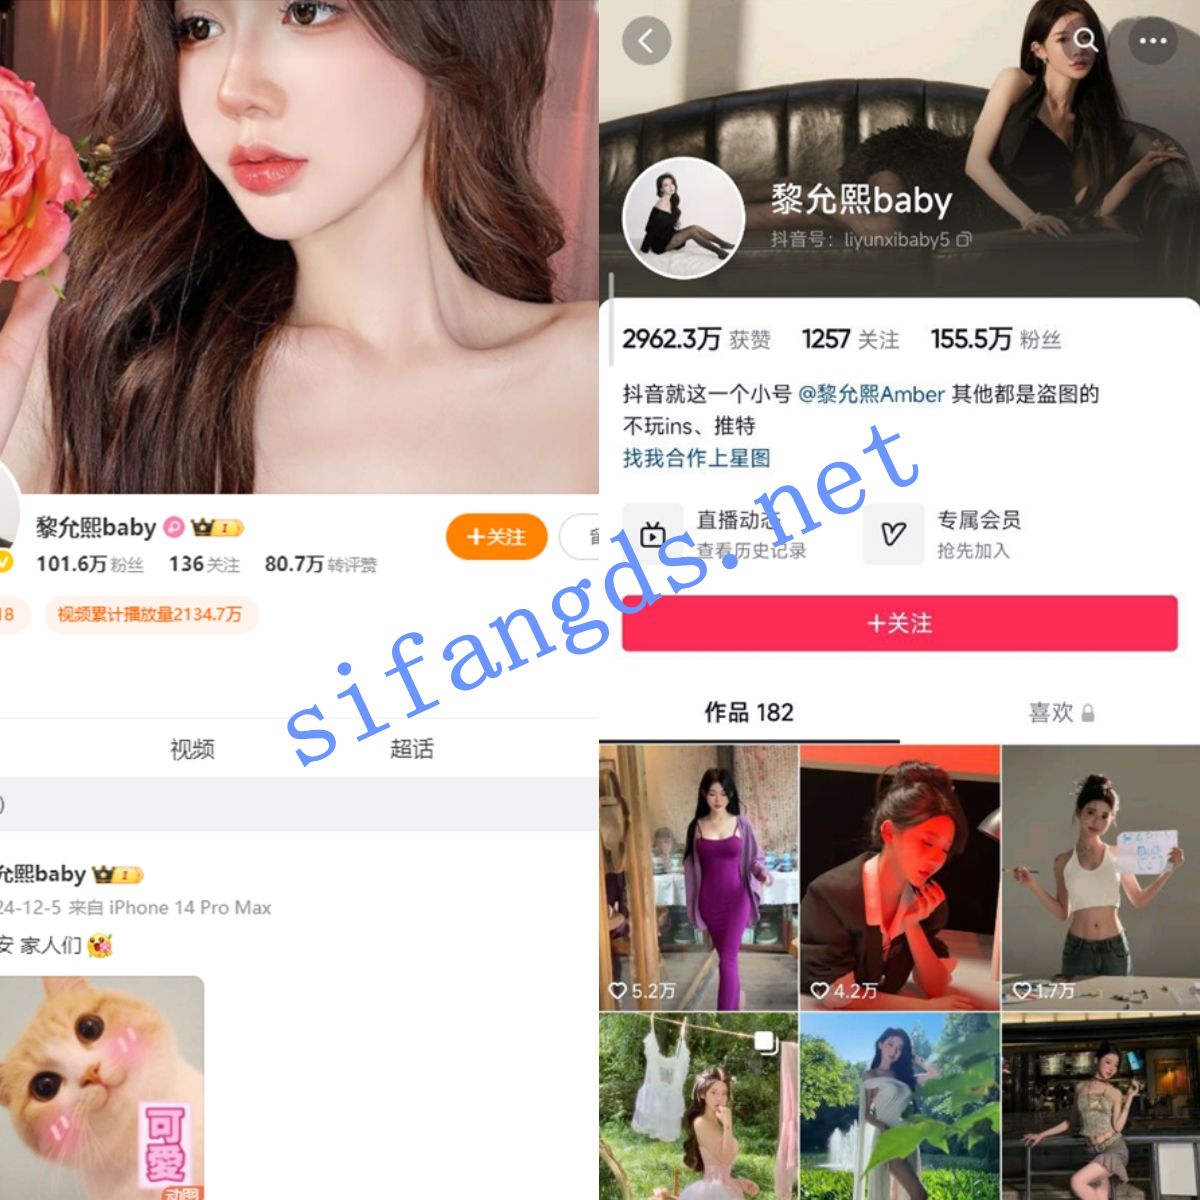 黎允熙baby 1
+关注
101.6万粉丝 136关注 80.7万转评赞
18
视频累计播放量2134.7万
视频 超话
允熙baby 1
24-12-5 来自 iPhone 14 Pro Max
安 家人们
可愛
动图
黎允熙baby
抖音号：liyunxibaby5
2962.3万 获赞 1257 关注 155.5万 粉丝
抖音就这一个小号 @黎允熙Amber 其他都是盗图的
不玩ins、推特
找我合作上星图
直播动态
查看历史记录
专属会员
抢先加入
+关注
作品 182 喜欢
5.2万 4.2万 1.7万
sifangds.net